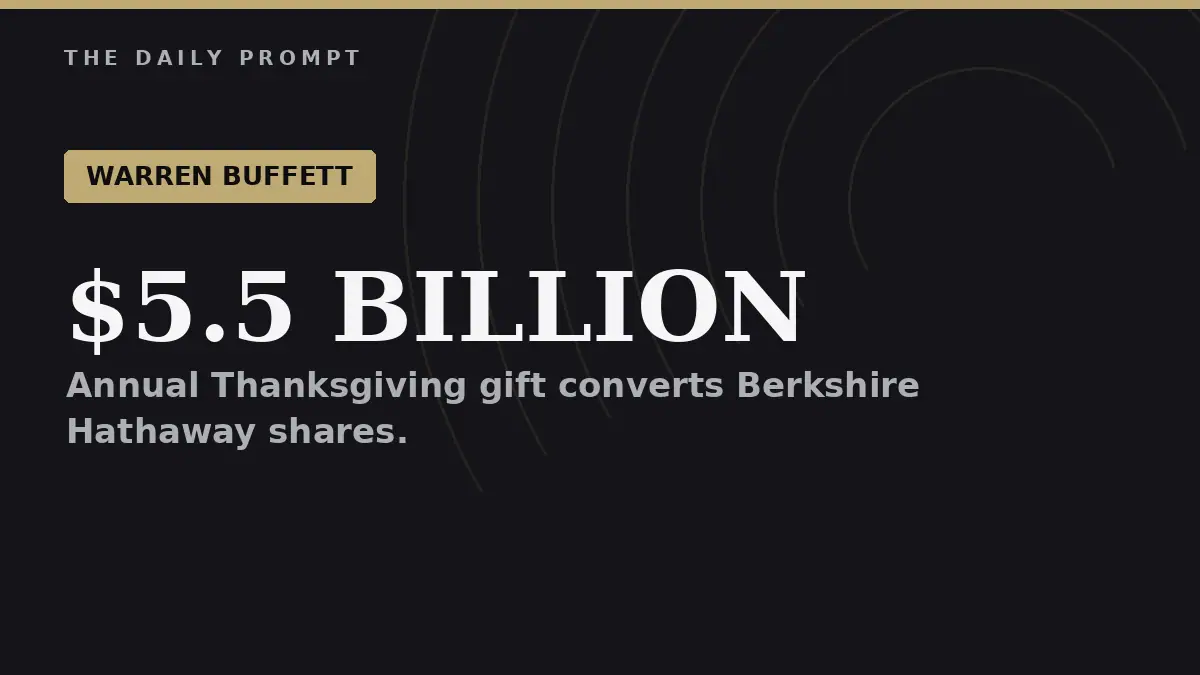 THE DAILY PROMPT
WARREN BUFFETT
$5.5 BILLION
Annual Thanksgiving gift converts Berkshire
Hathaway shares.